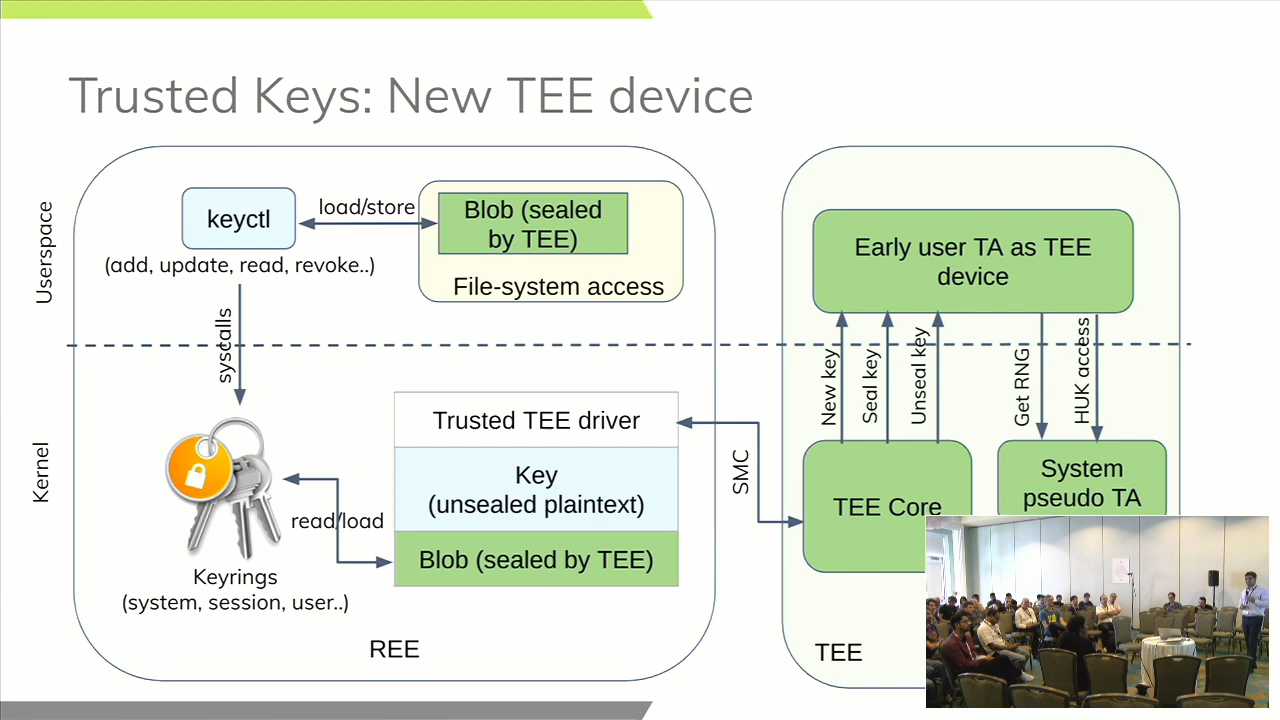 Trusted Keys: New TEE device
Userspace
keyctl
(add, update, read, revoke..)
load/store
Blob (sealed
by TEE)
File-system access
syscalls
Kernel
Keyrings
(system, session, user..)
read/load
Trusted TEE driver
Key
(unsealed plaintext)
Blob (sealed by TEE)
REE
SMC
Early user TA as TEE
device
New key
Seal key
Unseal key
Get RNG
HUK access
TEE Core
System
pseudo TA
TEE